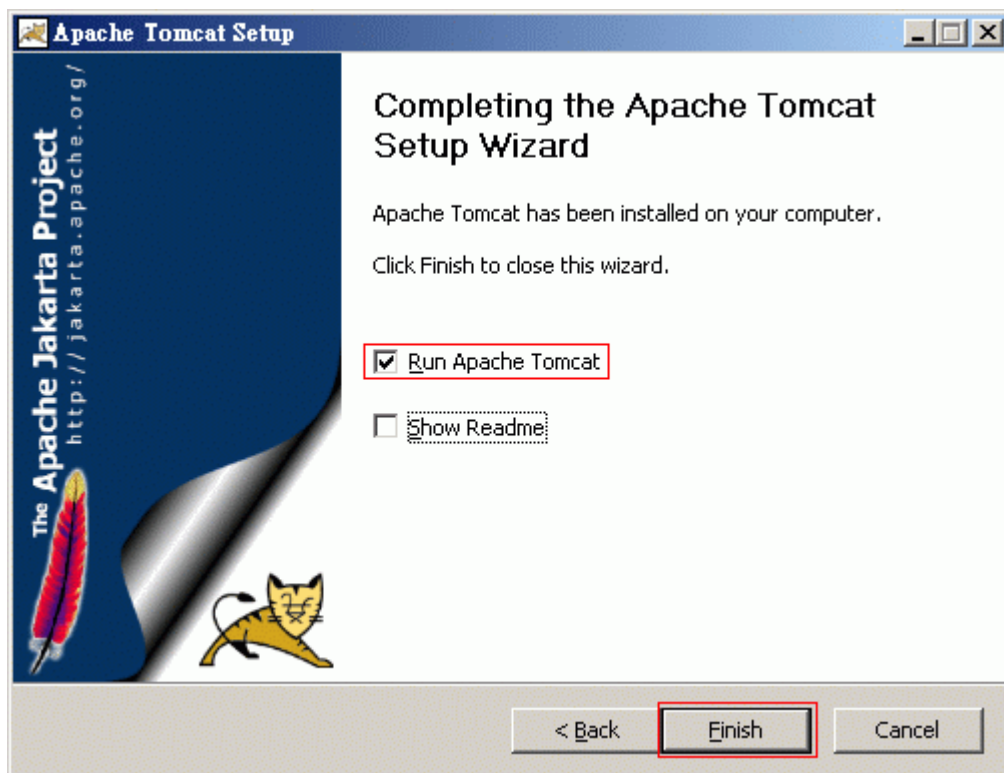 Apache Tomcat Setup
The Apache Jakarta Project
http://jakarta.apache.org/
Completing the Apache Tomcat
Setup Wizard
Apache Tomcat has been installed on your computer.
Click Finish to close this wizard.
Run Apache Tomcat
Show Readme
< Back
Finish
Cancel